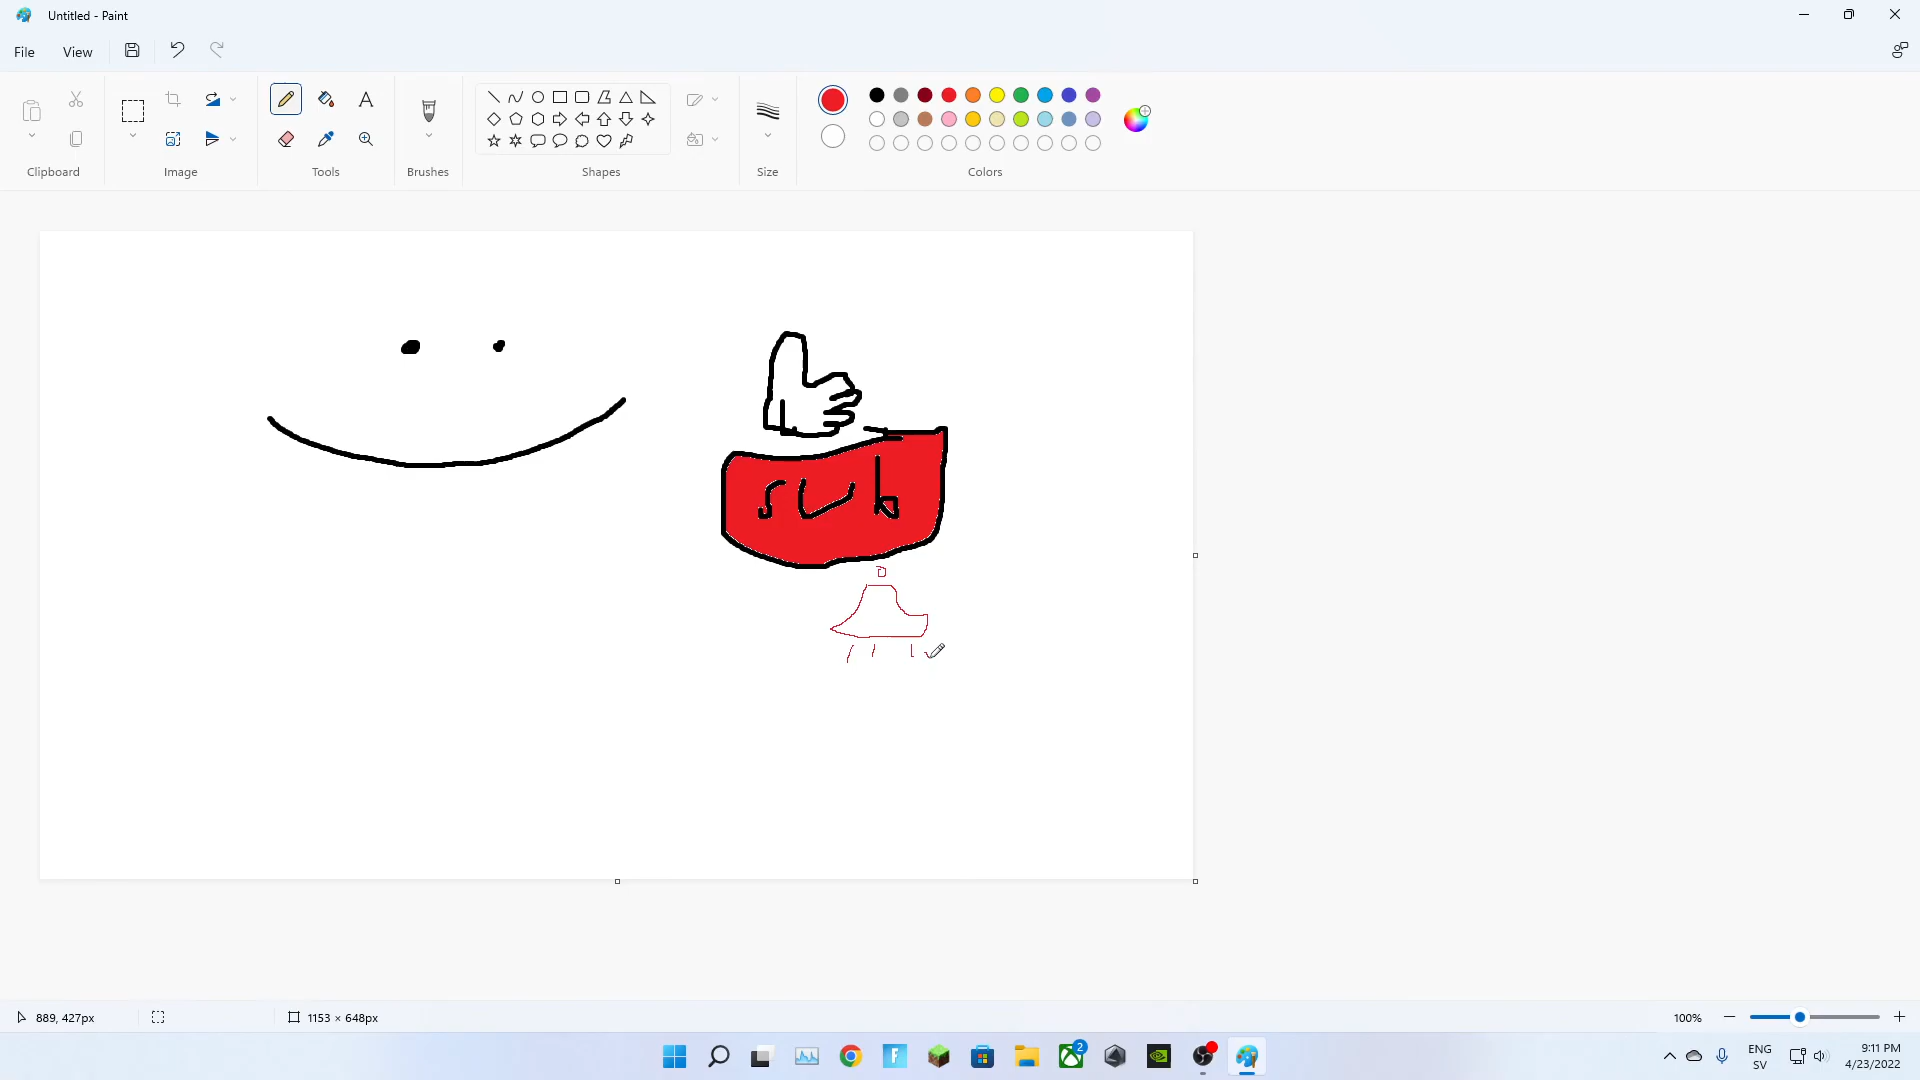 Untitled - Paint
File View
Clipboard Image Tools Brushes Shapes Size Colors
sub
889, 427px 1153 × 648px 100%
2
ENG 9:11 PM
SV 4/23/2022